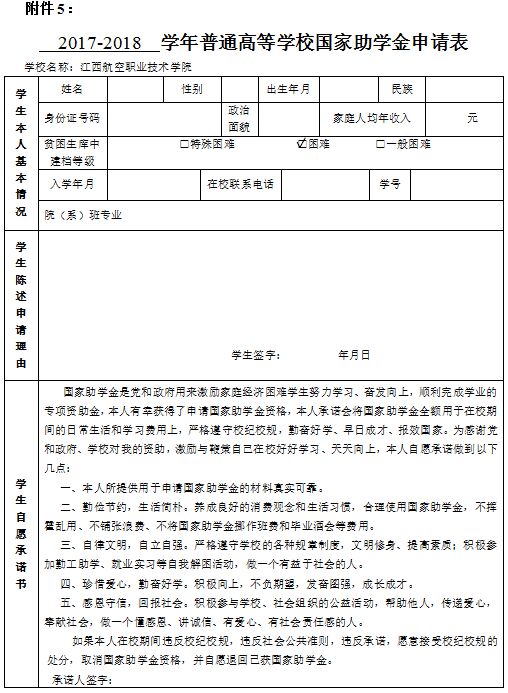 附件5：
2017-2018 学年普通高等学校国家助学金申请表
学校名称：江西航空职业技术学院
学生本人基本情况
姓名 性别 出生年月 民族
身份证号码 政治面貌 家庭人均年收入 元
贫困生库中建档等级 □特殊困难 ☑困难 □一般困难
入学年月 在校联系电话 学号
院（系）班专业
学生陈述申请理由
学生签字： 年月日
学生自愿承诺书
国家助学金是党和政府用来激励家庭经济困难学生努力学习、奋发向上，顺利完成学业的
专项资助金，本人有幸获得了申请国家助学金资格，本人承诺会将国家助学金全额用于在校期
间的日常生活和学习费用上，严格遵守校纪校规，勤奋好学、早日成才、报效国家。为感谢党
和政府、学校对我的资助，激励与鞭策自己在校好好学习、天天向上，本人自愿承诺做到以下
几点：
一、本人所提供用于申请国家助学金的材料真实可靠。
二、勤俭节约，生活简朴。养成良好的消费观念和生活习惯，合理使用国家助学金，不挥
霍乱用、不铺张浪费、不将国家助学金挪作班费和毕业酒会等费用。
三、自律文明，自立自强。严格遵守学校的各种规章制度，文明修身、提高素质；积极参
加勤工助学、就业实习等自我解困活动，做一个有益于社会的人。
四、珍惜爱心，勤奋好学。积极向上，不负期望，发奋图强，成长成才。
五、感恩守信，回报社会。积极参与学校、社会组织的公益活动，帮助他人，传递爱心，
奉献社会，做一个懂感恩、讲诚信、有爱心、有社会责任感的人。
如果本人在校期间违反校纪校规，违反社会公共准则，违反承诺，愿意接受校纪校规的
处分，取消国家助学金资格，并自愿退回已获国家助学金。
承诺人签字：